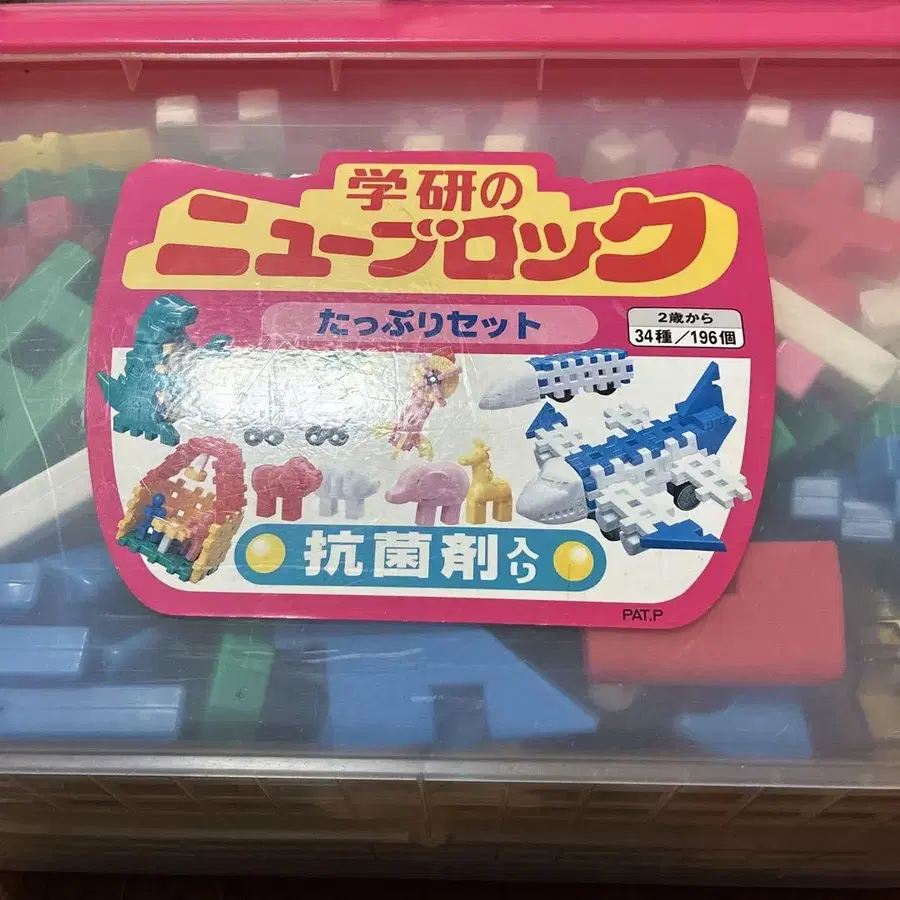 学研の
ニューブロック
たっぷりセット
2歳から
34種／196個
抗菌剤入り
PAT.P